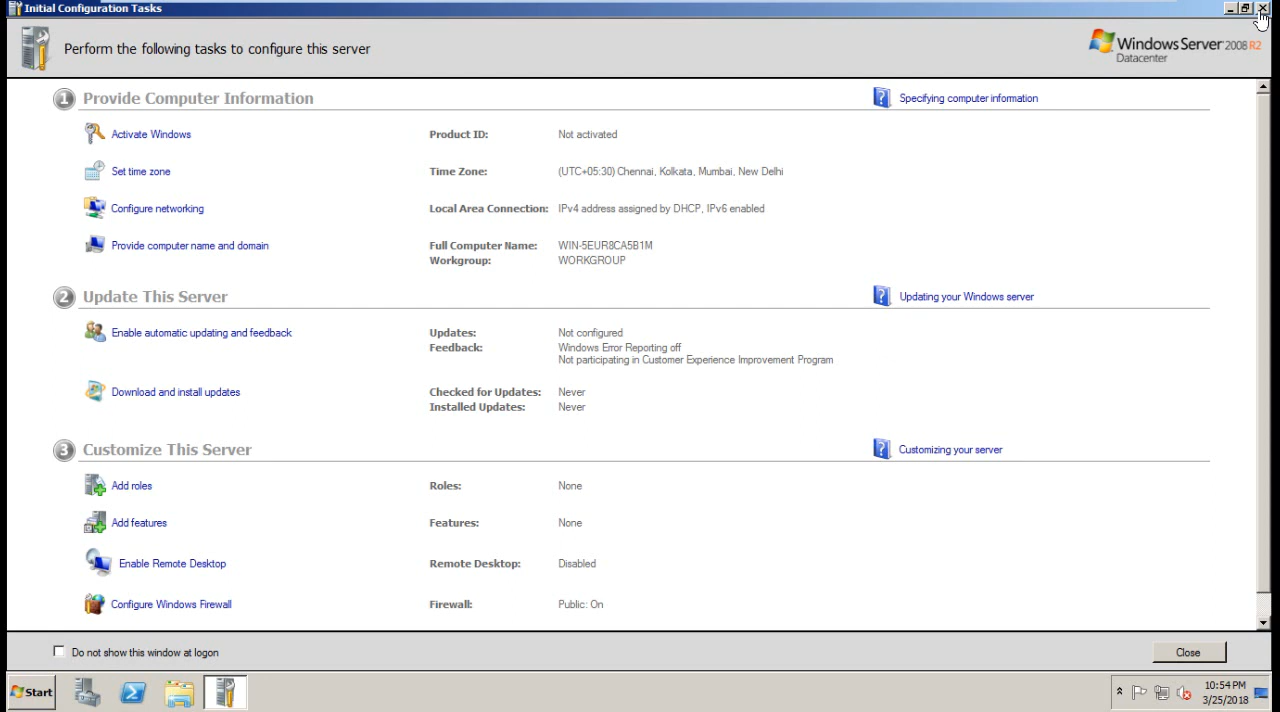 Initial Configuration Tasks
Perform the following tasks to configure this server
Windows Server 2008 R2
Datacenter
1 Provide Computer Information
Specifying computer information
Activate Windows Product ID: Not activated
Set time zone Time Zone: (UTC+05:30) Chennai, Kolkata, Mumbai, New Delhi
Configure networking Local Area Connection: IPv4 address assigned by DHCP, IPv6 enabled
Provide computer name and domain Full Computer Name: WIN-5EUR8CA5B1M
Workgroup: WORKGROUP
2 Update This Server
Updating your Windows server
Enable automatic updating and feedback Updates: Not configured
Feedback: Windows Error Reporting off
Not participating in Customer Experience Improvement Program
Download and install updates Checked for Updates: Never
Installed Updates: Never
3 Customize This Server
Customizing your server
Add roles Roles: None
Add features Features: None
Enable Remote Desktop Remote Desktop: Disabled
Configure Windows Firewall Firewall: Public: On
Do not show this window at logon
Close
Start
10:54 PM
3/25/2018